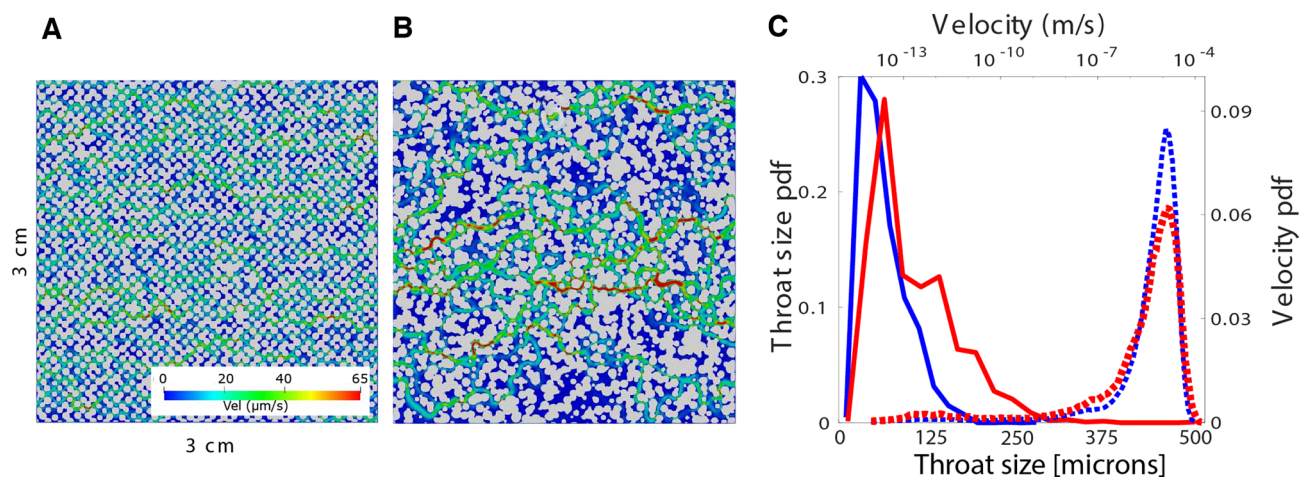 A
B
C
3 cm
3 cm
0 20 40 65
Vel (µm/s)
Velocity (m/s)
10⁻¹³ 10⁻¹⁰ 10⁻⁷ 10⁻⁴
Throat size pdf
0.3
0.2
0.1
0
0.09
0.06
0.03
0
Velocity pdf
0 125 250 375 500
Throat size [microns]